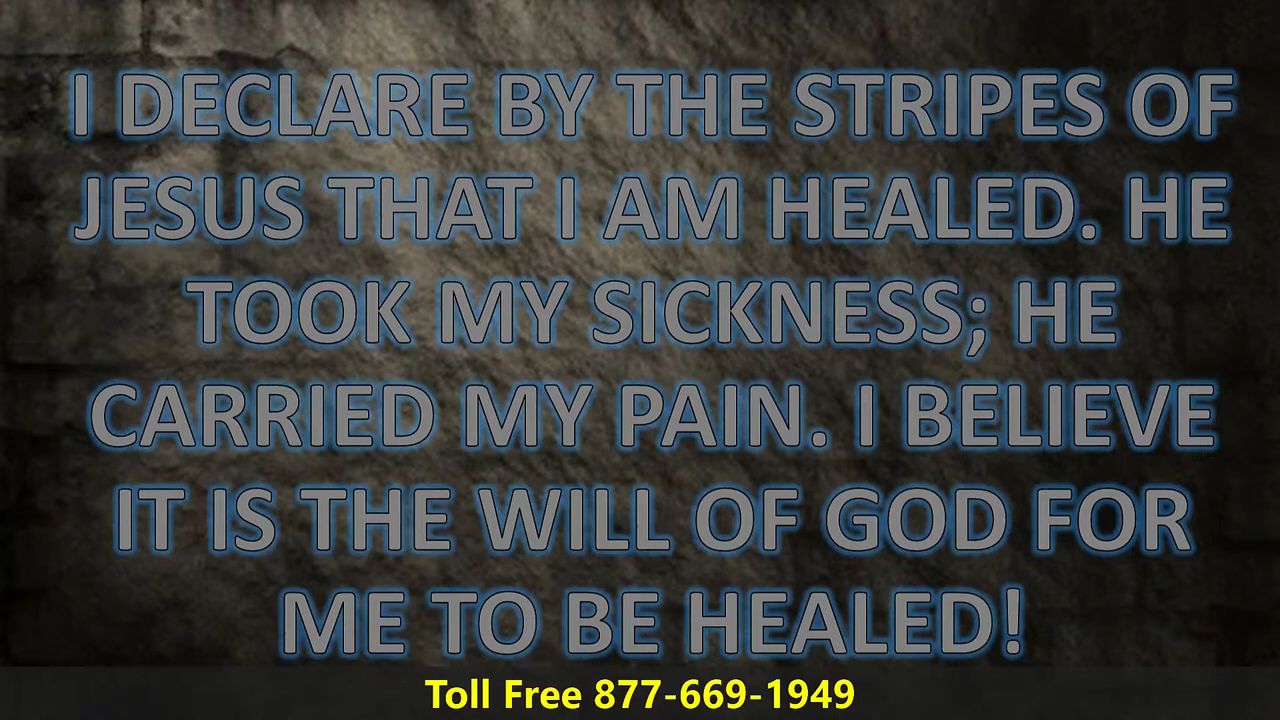 I DECLARE BY THE STRIPES OF
JESUS THAT I AM HEALED. HE
TOOK MY SICKNESS; HE
CARRIED MY PAIN. I BELIEVE
IT IS THE WILL OF GOD FOR
ME TO BE HEALED!
Toll Free 877-669-1949